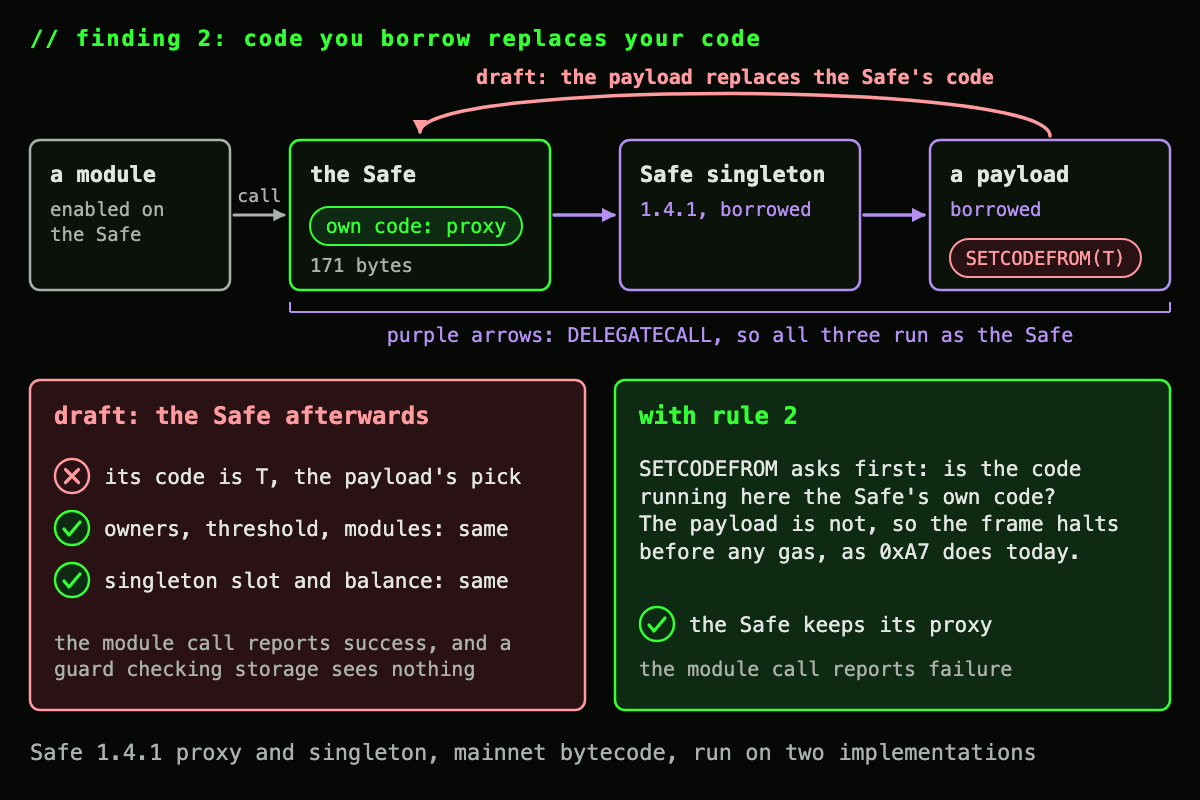 // finding 2: code you borrow replaces your code
draft: the payload replaces the Safe's code
a module
enabled on
the Safe
call
the Safe
own code: proxy
171 bytes
Safe singleton
1.4.1, borrowed
a payload
borrowed
SETCODEFROM(T)
purple arrows: DELEGATECALL, so all three run as the Safe
draft: the Safe afterwards
its code is T, the payload's pick
owners, threshold, modules: same
singleton slot and balance: same
the module call reports success, and a
guard checking storage sees nothing
with rule 2
SETCODEFROM asks first: is the code
running here the Safe's own code?
The payload is not, so the frame halts
before any gas, as 0xA7 does today.
the Safe keeps its proxy
the module call reports failure
Safe 1.4.1 proxy and singleton, mainnet bytecode, run on two implementations